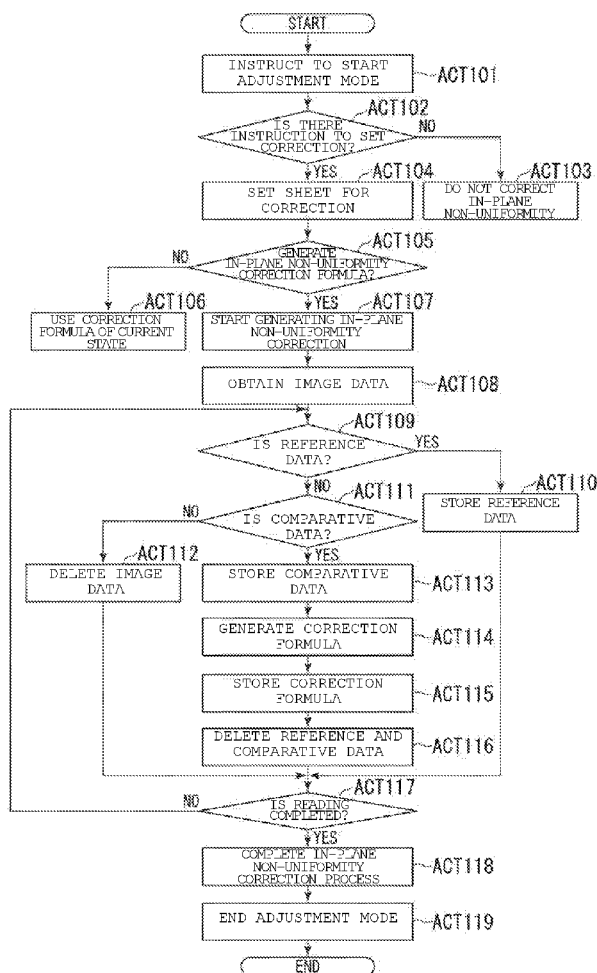 START
INSTRUCT TO START
ADJUSTMENT MODE
ACT101
ACT102
IS THERE
INSTRUCTION TO SET
CORRECTION?
NO
YES
ACT104
SET SHEET FOR
CORRECTION
ACT103
DO NOT CORRECT
IN-PLANE
NON-UNIFORMITY
ACT105
GENERATE
IN-PLANE NON-UNIFORMITY
CORRECTION FORMULA?
NO
YES
ACT106
USE CORRECTION
FORMULA OF CURRENT
STATE
ACT107
START GENERATING IN-PLANE
NON-UNIFORMITY
CORRECTION
OBTAIN IMAGE DATA
ACT108
ACT109
IS REFERENCE
DATA?
YES
NO
ACT110
STORE REFERENCE
DATA
ACT111
IS COMPARATIVE
DATA?
NO
YES
ACT112
DELETE IMAGE
DATA
STORE COMPARATIVE
DATA
ACT113
GENERATE CORRECTION
FORMULA
ACT114
STORE CORRECTION
FORMULA
ACT115
DELETE REFERENCE AND
COMPARATIVE DATA
ACT116
ACT117
IS READING
COMPLETED?
NO
YES
COMPLETE IN-PLANE
NON-UNIFORMITY
CORRECTION PROCESS
ACT118
END ADJUSTMENT MODE
ACT119
END